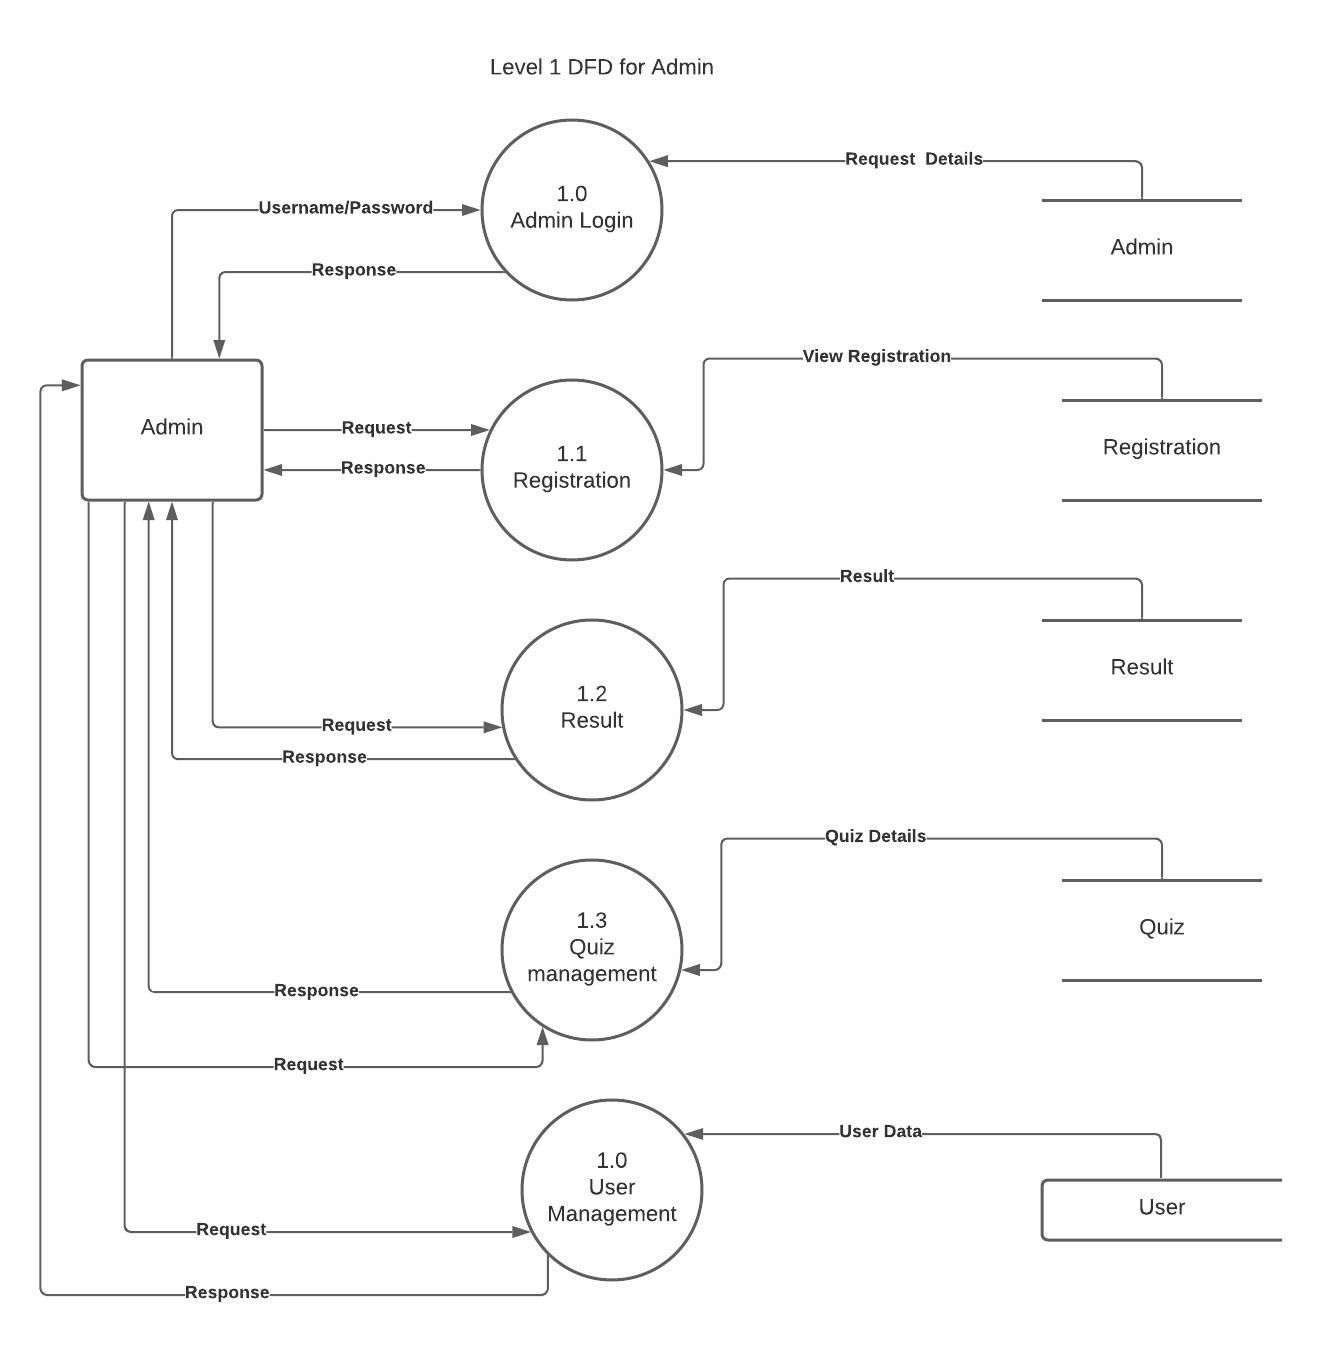 Level 1 DFD for Admin
Request  Details
1.0
Admin Login
Username/Password
Admin
Response
View Registration
Admin
Request
Registration
1.1
Registration
Response
Result
Result
1.2
Result
Request
Response
Quiz Details
1.3
Quiz
management
Quiz
Response
Request
User Data
1.0
User
Management
User
Request
Response